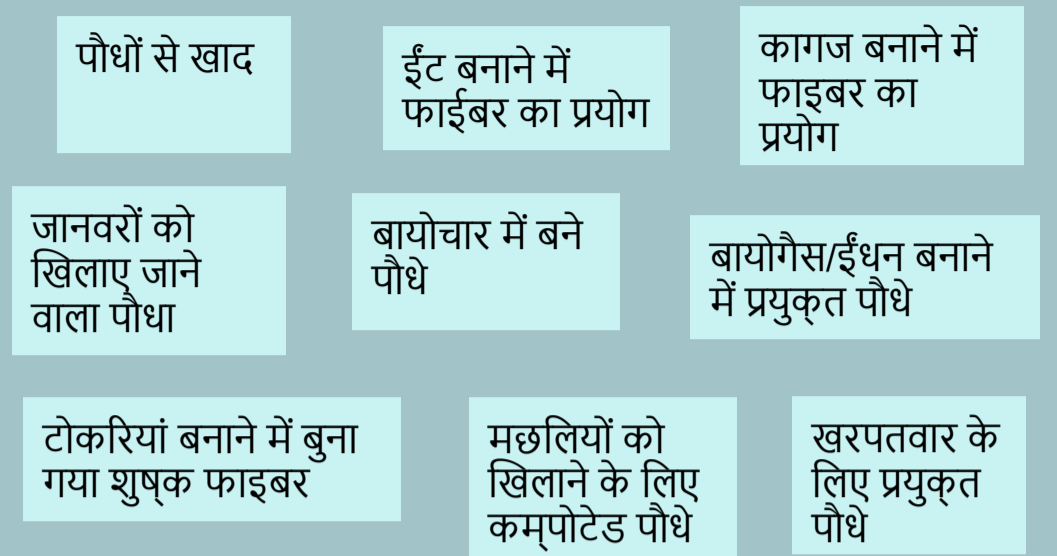 पौधों से खाद
ईंट बनाने में
फाईबर का प्रयोग
कागज बनाने में
फाइबर का
प्रयोग
जानवरों को
खिलाए जाने
वाला पौधा
बायोचार में बने
पौधे
बायोगैस/ईंधन बनाने
में प्रयुक्त पौधे
टोकरियां बनाने में बुना
गया शुष्क फाइबर
मछलियों को
खिलाने के लिए
कम्पोटेड पौधे
खरपतवार के
लिए प्रयुक्त
पौधे